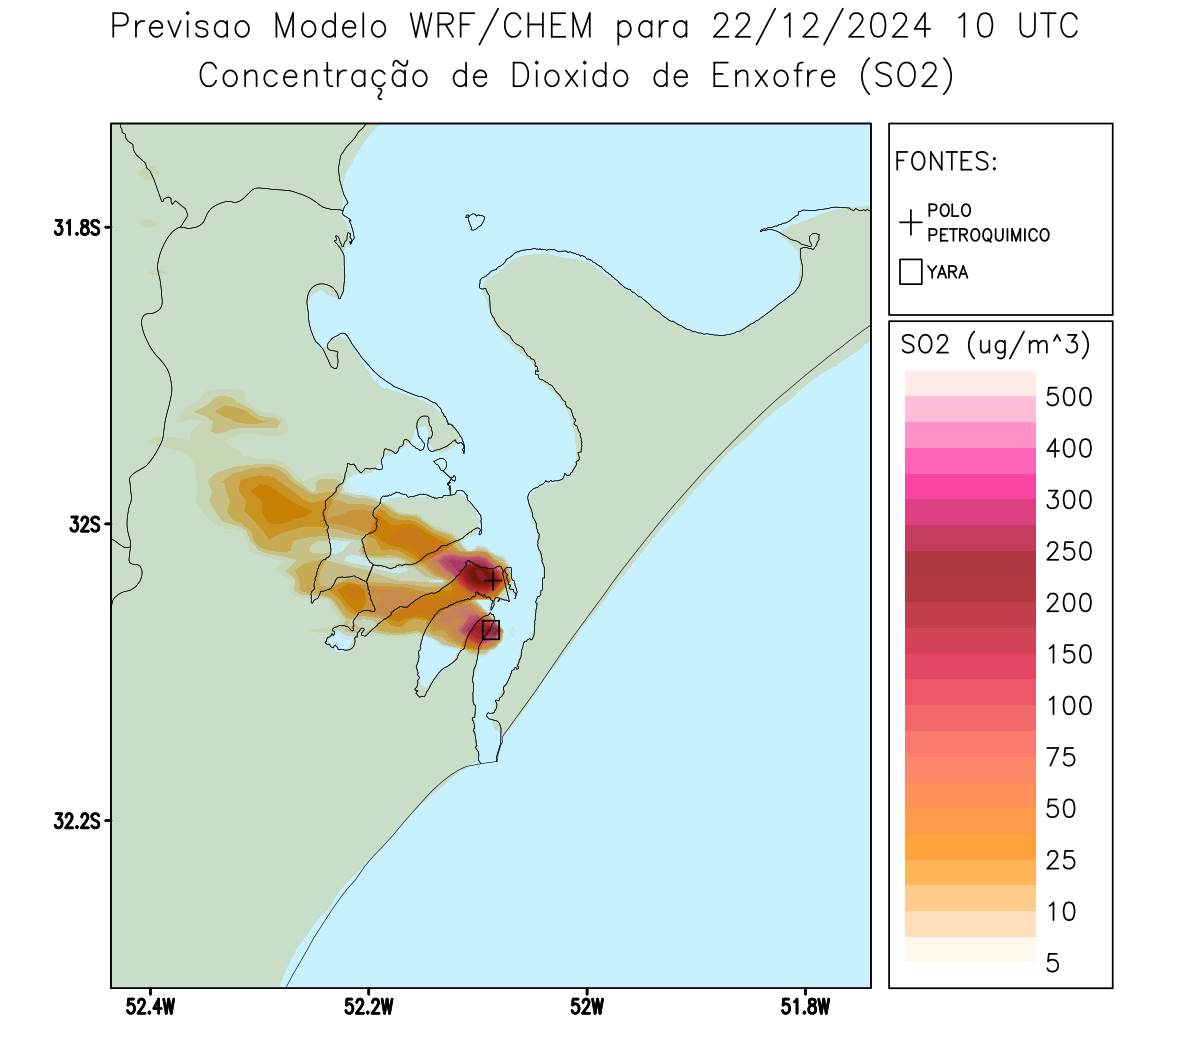 Previsao Modelo WRF/CHEM para 22/12/2024 10 UTC
Concentração de Dioxido de Enxofre (SO2)
FONTES:
POLO
PETROQUIMICO
YARA
31.8S
32S
32.2S
52.4W
52.2W
52W
51.8W
SO2 (ug/m^3)
500
400
300
250
200
150
100
75
50
25
10
5